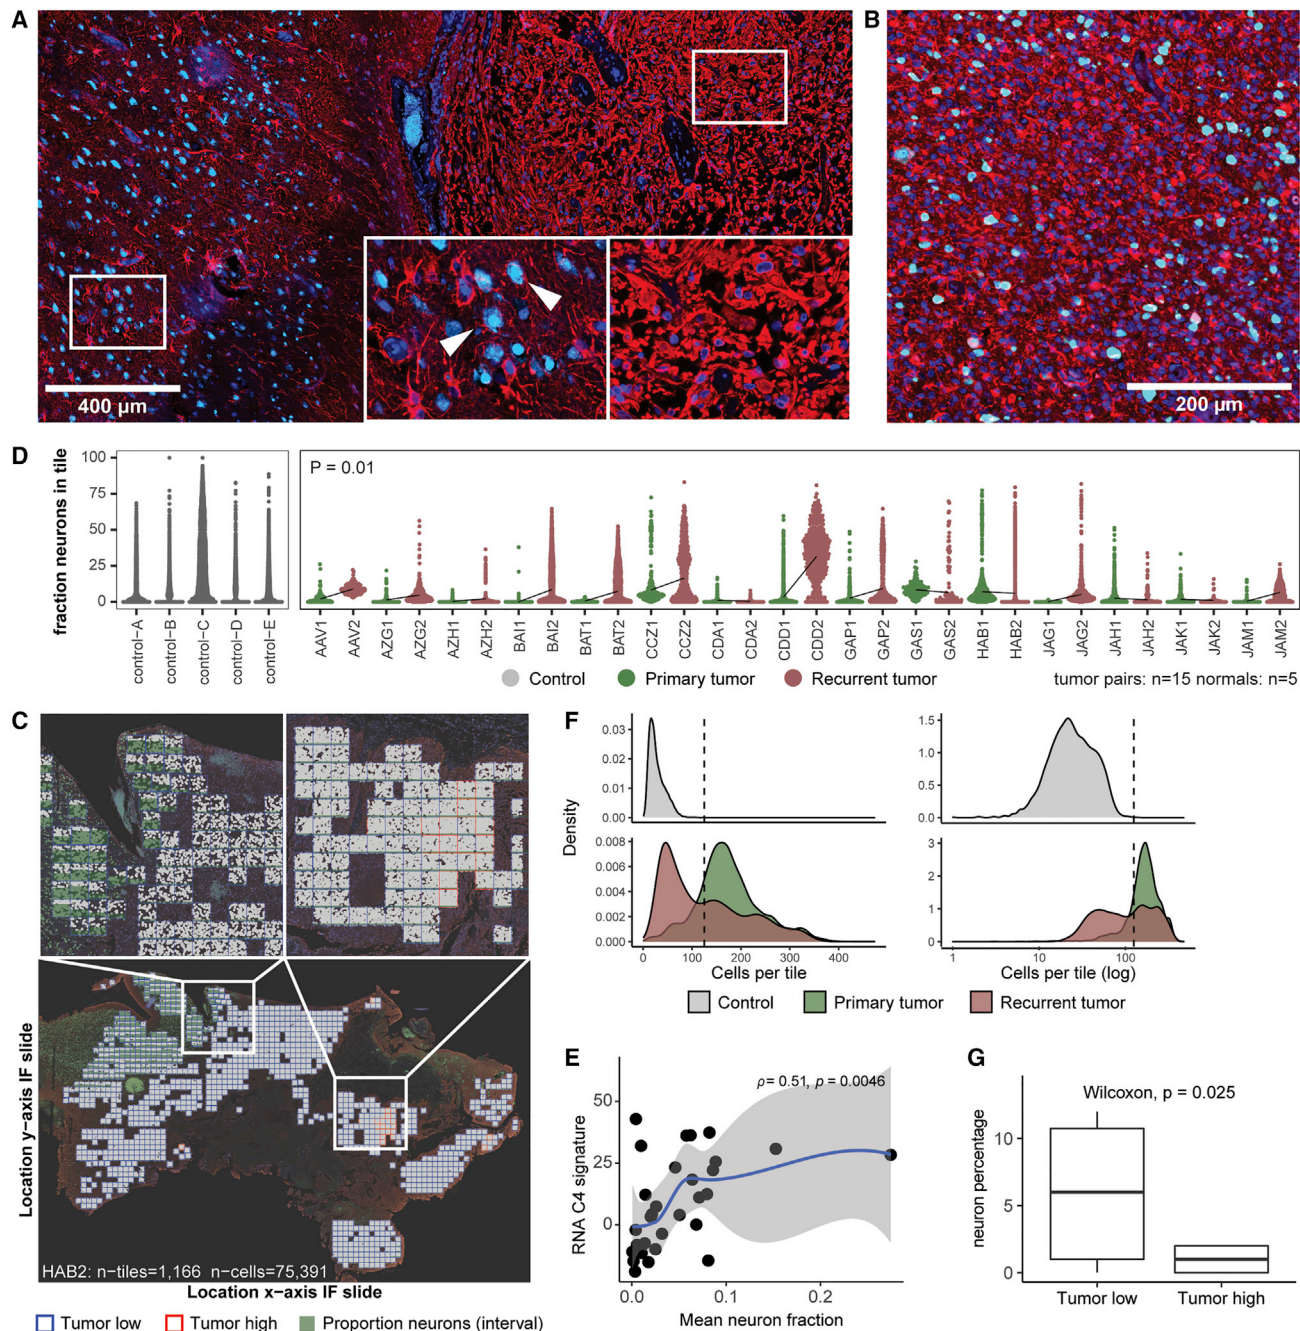 A
B
400 µm
200 µm
D
fraction neurons in tile
100
75
50
25
0
P = 0.01
control−A
control−B
control−C
control−D
control−E
AAV1
AAV2
AZG1
AZG2
AZH1
AZH2
BAI1
BAI2
BAT1
BAT2
CCZ1
CCZ2
CDA1
CDA2
CDD1
CDD2
GAP1
GAP2
GAS1
GAS2
HAB1
HAB2
JAG1
JAG2
JAH1
JAH2
JAK1
JAK2
JAM1
JAM2
Control
Primary tumor
Recurrent tumor
tumor pairs: n=15 normals: n=5
C
Location y−axis IF slide
HAB2: n−tiles=1,166 n−cells=75,391
Location x−axis IF slide
Tumor low
Tumor high
Proportion neurons (interval)
F
Density
0.03
0.02
0.01
0.00
1.5
1.0
0.5
0.0
0.008
0.006
0.004
0.002
0.000
3
2
1
0
0 100 200 300 400
Cells per tile
1 10 100
Cells per tile (log)
Control
Primary tumor
Recurrent tumor
E
RNA C4 signature
50
25
0
ρ= 0.51, p = 0.0046
0.0 0.1 0.2
Mean neuron fraction
G
neuron percentage
Wilcoxon, p = 0.025
10
5
0
Tumor low
Tumor high